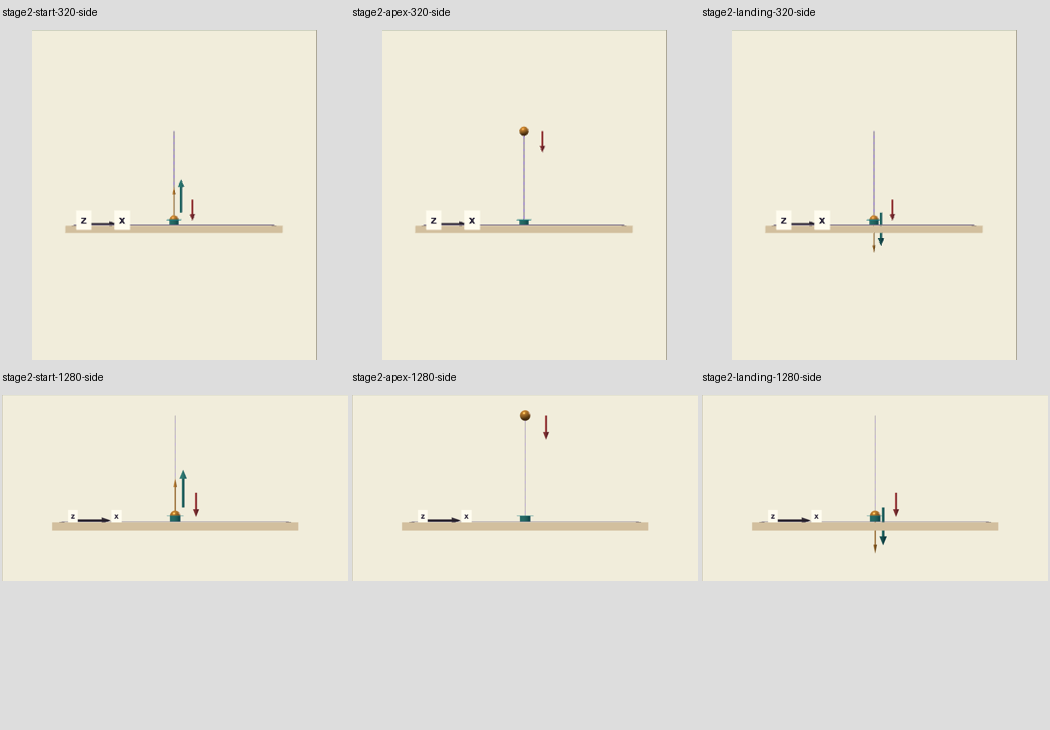 stage2-start-320-side
stage2-apex-320-side
stage2-landing-320-side
z x
z x
z x
stage2-start-1280-side
stage2-apex-1280-side
stage2-landing-1280-side
z x
z x
z x